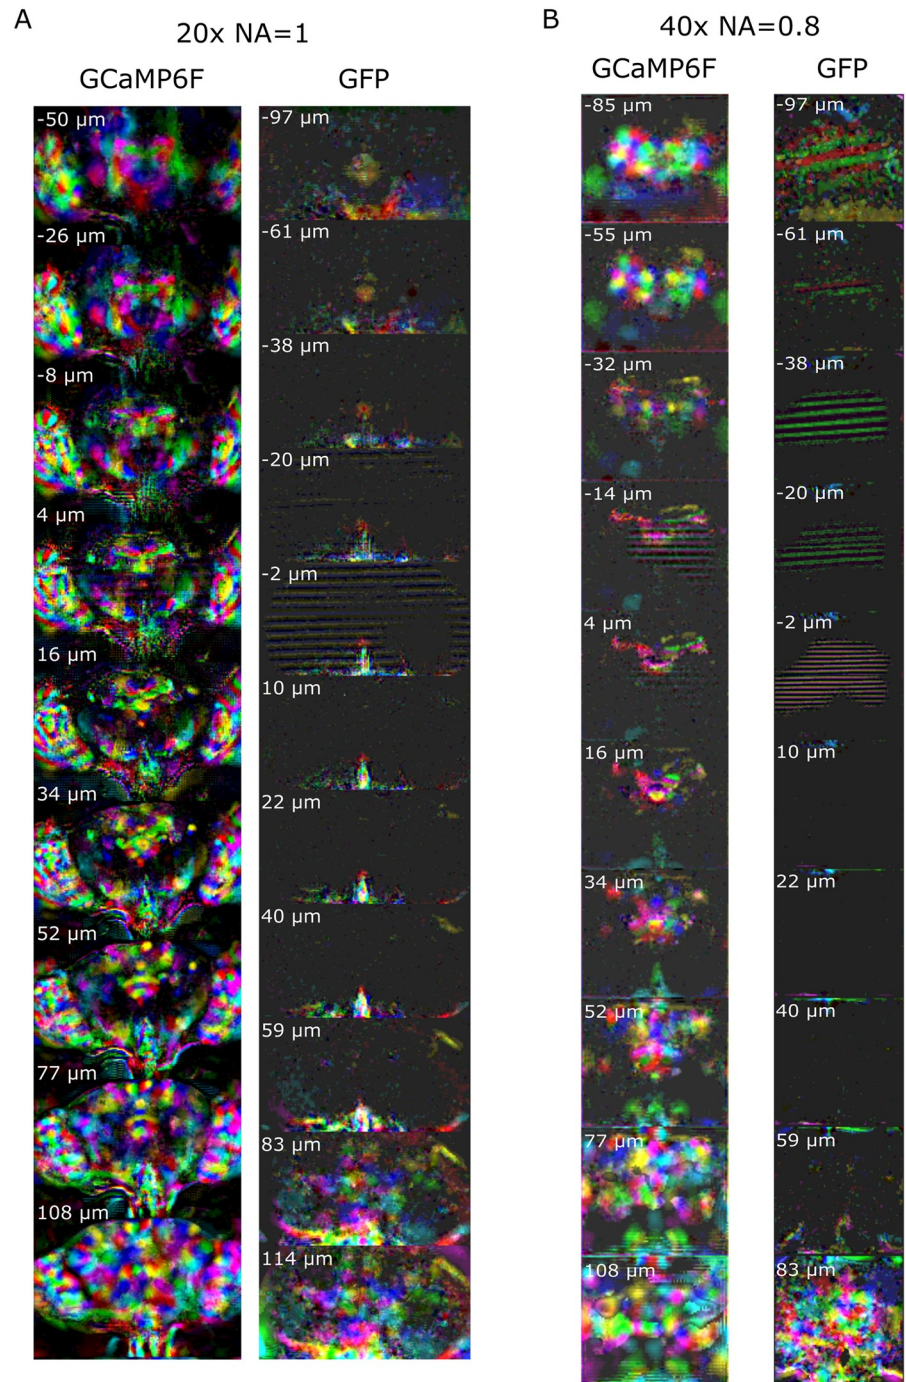 A
20x NA=1
GCaMP6F
GFP
-50 µm
-26 µm
-8 µm
4 µm
16 µm
34 µm
52 µm
77 µm
108 µm
-97 µm
-61 µm
-38 µm
-20 µm
-2 µm
10 µm
22 µm
40 µm
59 µm
83 µm
114 µm
B
40x NA=0.8
GCaMP6F
GFP
-85 µm
-55 µm
-32 µm
-14 µm
4 µm
16 µm
34 µm
52 µm
77 µm
108 µm
-97 µm
-61 µm
-38 µm
-20 µm
-2 µm
10 µm
22 µm
40 µm
59 µm
83 µm